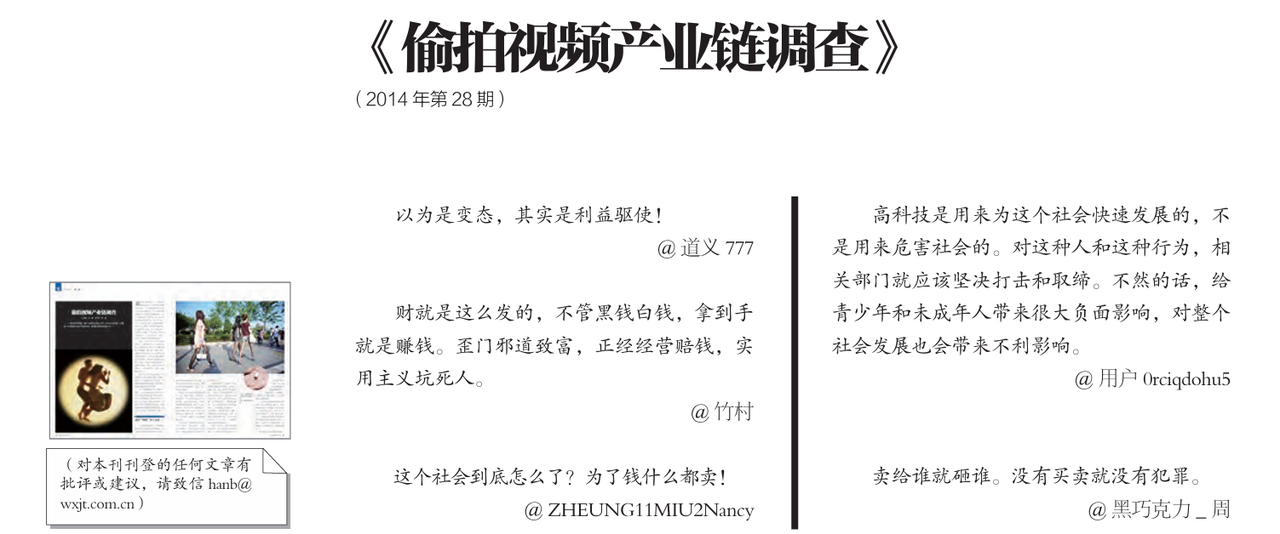 《偷拍视频产业链调查》
（2014 年第 28 期）
以为是变态，其实是利益驱使！
@ 道义 777
财就是这么发的，不管黑钱白钱，拿到手
就是赚钱。歪门邪道致富，正经经营赔钱，实
用主义坑死人。
@ 竹村
这个社会到底怎么了？为了钱什么都卖！
@ ZHEUNG11MIU2Nancy
高科技是用来为这个社会快速发展的，不
是用来危害社会的。对这种人和这种行为，相
关部门就应该坚决打击和取缔。不然的话，给
青少年和未成年人带来很大负面影响，对整个
社会发展也会带来不利影响。
@ 用户 0rciqdohu5
卖给谁就砸谁。没有买卖就没有犯罪。
@ 黑巧克力 _ 周
偷拍视频产业链调查
（对本刊刊登的任何文章有
批评或建议，请致信 hanb@
wxjt.com.cn）